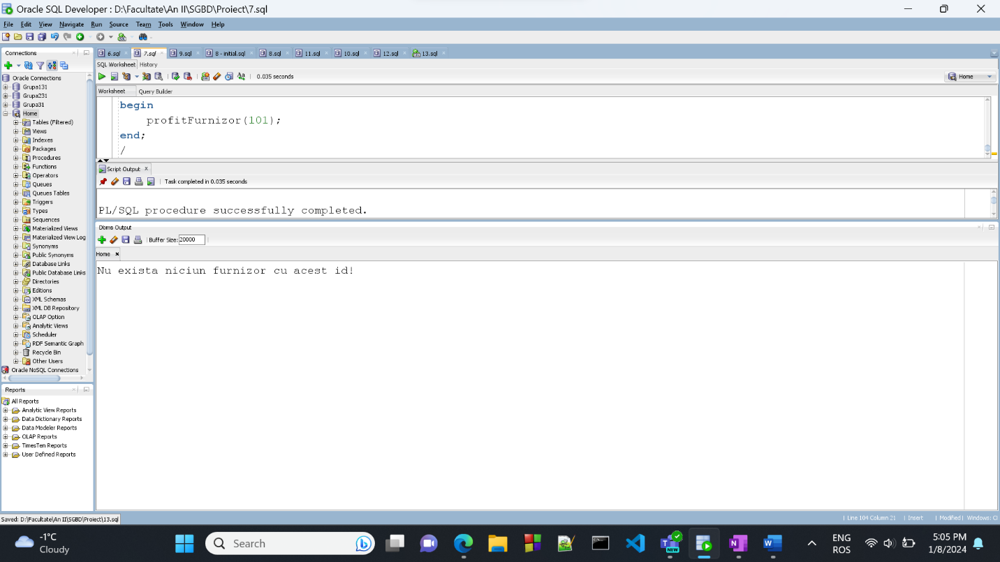 Oracle SQL Developer : D:\Facultate\An II\SGBD\Proiect\7.sql
File Edit View Navigate Run Source Team Tools Window Help
Connections
6.sql 7.sql 9.sql 8 - initial.sql 8.sql 11.sql 10.sql 12.sql 13.sql
SQL Worksheet History
0.035 seconds
Home
Worksheet Query Builder
Oracle Connections
Grupa131
Grupa231
Grupa31
Home
Tables (Filtered)
Views
Indexes
Packages
Procedures
Functions
Operators
Queues
Queues Tables
Triggers
Types
Sequences
Materialized Views
Materialized View Log
Synonyms
Public Synonyms
Database Links
Public Database Links
Directories
Editions
XML Schemas
XML DB Repository
OLAP Option
Analytic Views
Scheduler
RDF Semantic Graph
Recycle Bin
Other Users
Oracle NoSQL Connections
begin
profitFurnizor(101);
end;
/
Script Output
Task completed in 0.035 seconds
PL/SQL procedure successfully completed.
Dbms Output
Buffer Size: 20000
Home
Nu exista niciun furnizor cu acest id!
Reports
All Reports
Analytic View Reports
Data Dictionary Reports
Data Modeler Reports
OLAP Reports
TimesTen Reports
User Defined Reports
Saved: D:\Facultate\An II\SGBD\Proiect\13.sql
Line 104 Column 21 Insert Modified Windows: Cl
-1°C
Cloudy
Search
NEW
ENG
ROS
5:05 PM
1/8/2024